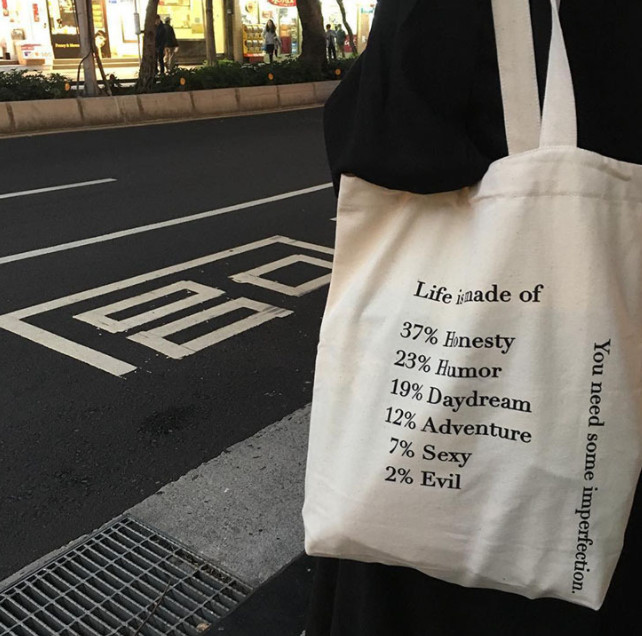 Life is made of
37% Honesty
23% Humor
19% Daydream
12% Adventure
7% Sexy
2% Evil
You need some imperfection.